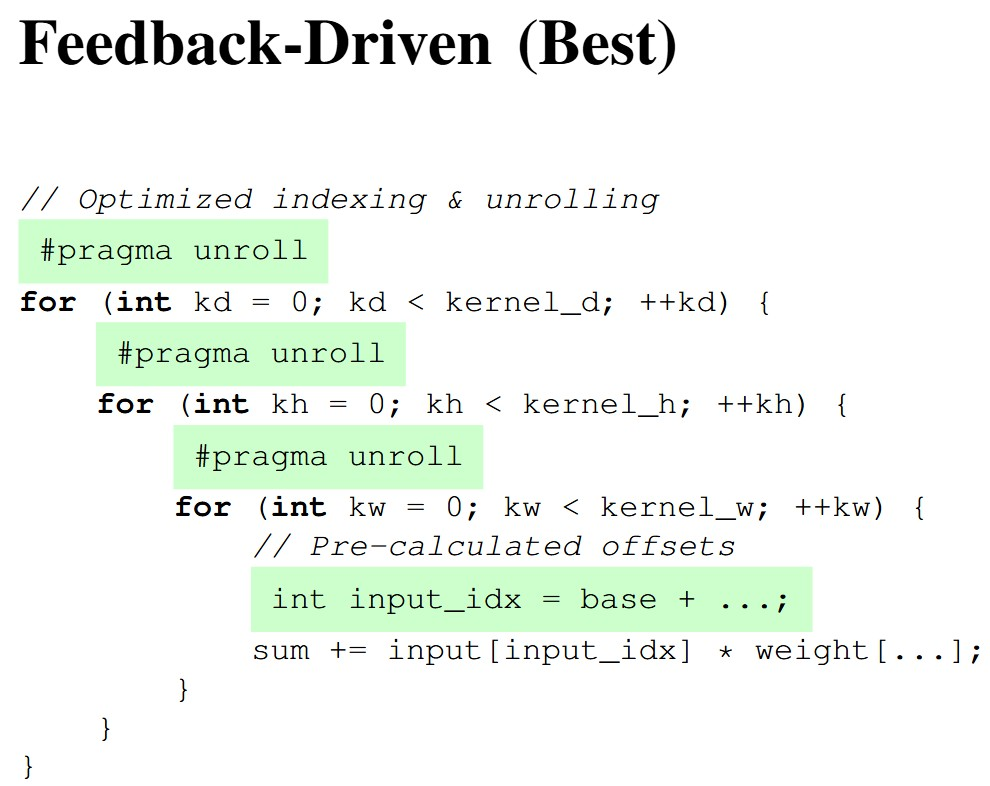 Feedback-Driven (Best)
// Optimized indexing & unrolling
#pragma unroll
for (int kd = 0; kd < kernel_d; ++kd) {
#pragma unroll
for (int kh = 0; kh < kernel_h; ++kh) {
#pragma unroll
for (int kw = 0; kw < kernel_w; ++kw) {
// Pre-calculated offsets
int input_idx = base + ...;
sum += input[input_idx] * weight[...];
}
}
}